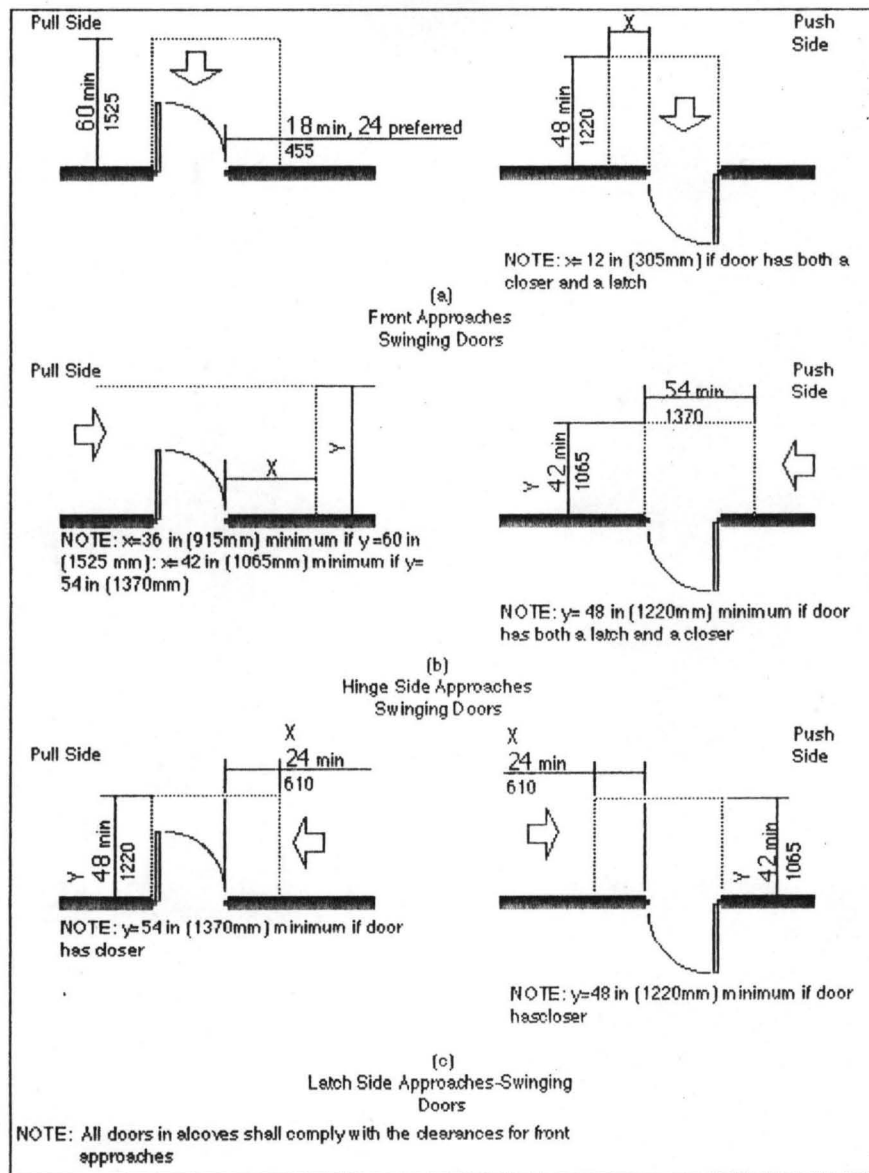 Pull Side
60 min
1525
18 min, 24 preferred
455
X
Push
Side
48 min
1220
NOTE: x= 12 in (305mm) if door has both a
closer and a latch
(a)
Front Approaches
Swinging Doors
Pull Side
X
Y
NOTE: x=36 in (915mm) minimum if y =60 in
(1525 mm): x=42 in (1065mm) minimum if y=
54 in (1370mm)
Push
Side
54 min
1370
Y
42 min
1065
NOTE: y= 48 in (1220mm) minimum if door
has both a latch and a closer
(b)
Hinge Side Approaches
Swinging Doors
Pull Side
X
24 min
610
Y
48 min
1220
NOTE: y=54 in (1370mm) minimum if door
has closer
X
24 min
610
Push
Side
Y
42 min
1065
NOTE: y=48 in (1220mm) minimum if door
hascloser
(c)
Latch Side Approaches-Swinging
Doors
NOTE: All doors in alcoves shall comply with the clearances for front
approaches